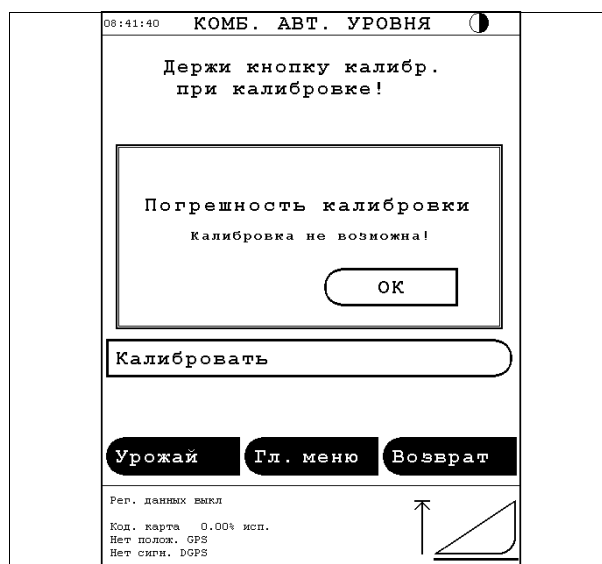 08:41:40 КОМБ. АВТ. УРОВНЯ
Держи кнопку калибр.
при калибровке!
Погрешность калибровки
Калибровка не возможна!
ОК
Калибровать
Урожай Гл. меню Возврат
Рег. данных выкл
Код. карта 0.00% исп.
Нет полож. GPS
Нет сигн. DGPS